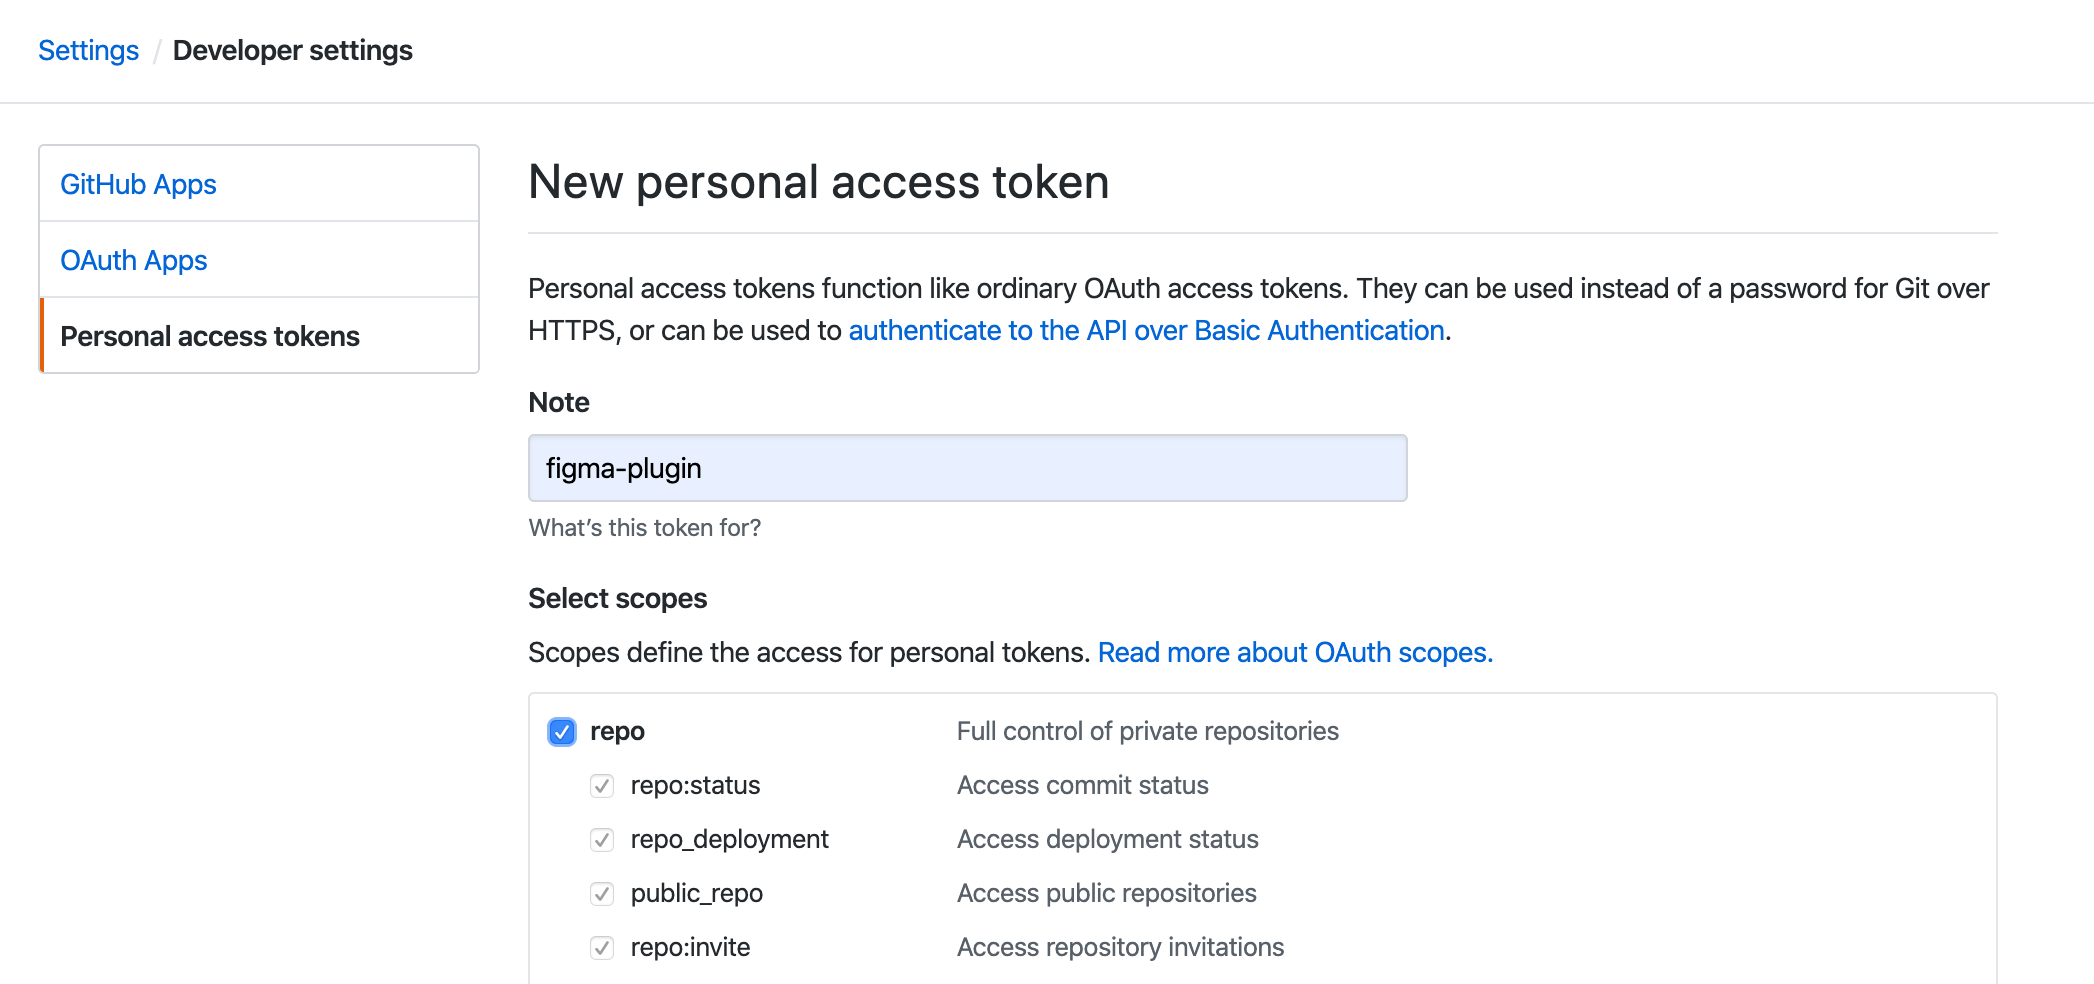 Settings / Developer settings
GitHub Apps
OAuth Apps
Personal access tokens
New personal access token
Personal access tokens function like ordinary OAuth access tokens. They can be used instead of a password for Git over
HTTPS, or can be used to authenticate to the API over Basic Authentication.
Note
figma-plugin
What’s this token for?
Select scopes
Scopes define the access for personal tokens. Read more about OAuth scopes.
repo Full control of private repositories
repo:status Access commit status
repo_deployment Access deployment status
public_repo Access public repositories
repo:invite Access repository invitations